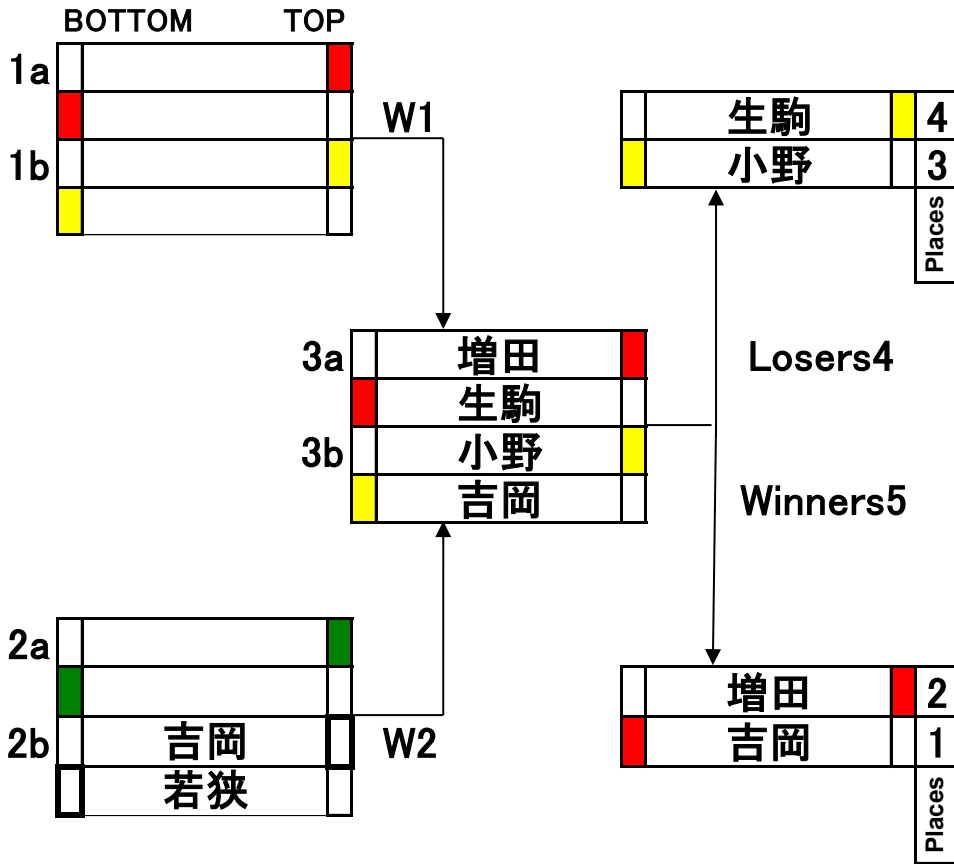 BOTTOM TOP
1a
W1
1b
生駒 4
小野 3
Places
3a 増田
生駒
3b 小野
吉岡
Losers4
Winners5
2a
2b 吉岡
若狭
W2
増田 2
吉岡 1
Places